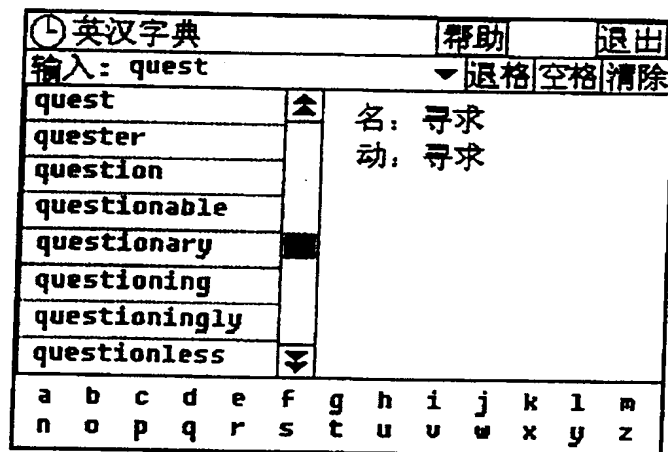 英汉字典 帮助 退出
输入: quest 退格 空格 清除
quest
quester
question
questionable
questionary
questioning
questioningly
questionless
名: 寻求
动: 寻求
a b c d e f g h i j k l m
n o p q r s t u v w x y z